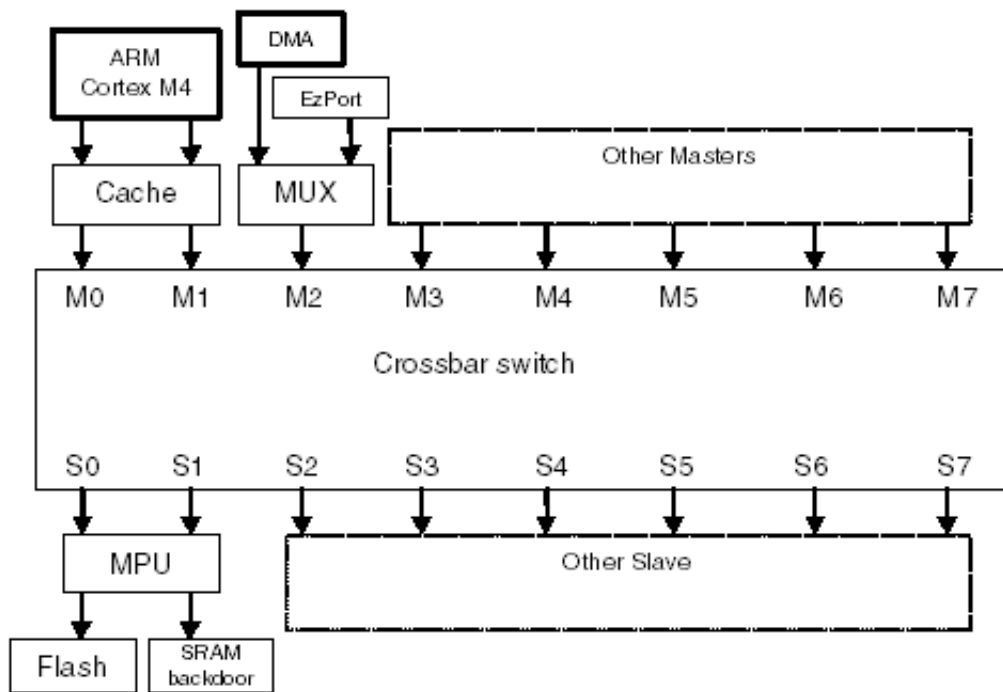 ARM
Cortex M4
DMA
EzPort
Cache
MUX
Other Masters
M0 M1 M2 M3 M4 M5 M6 M7
Crossbar switch
S0 S1 S2 S3 S4 S5 S6 S7
MPU
Other Slave
Flash
SRAM
backdoor